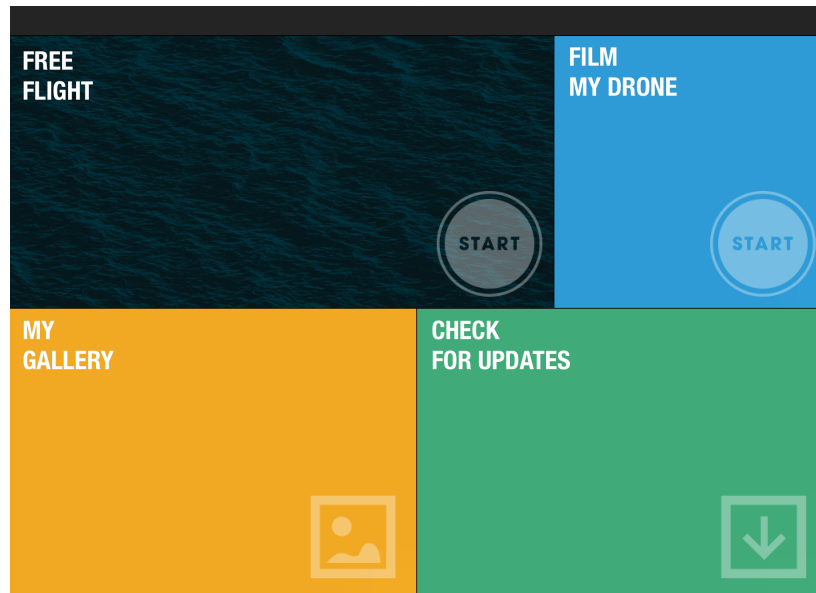 FREE
FLIGHT
START
FILM
MY DRONE
START
MY
GALLERY
CHECK
FOR UPDATES